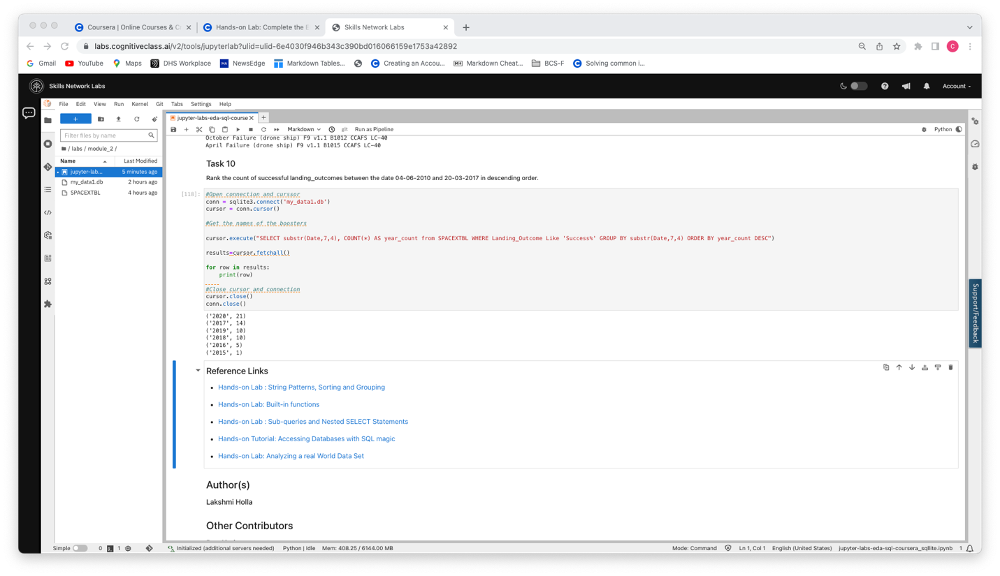 Coursera | Online Courses & C
Hands-on Lab: Complete the E
Skills Network Labs
labs.cognitiveclass.ai/v2/tools/jupyterlab?ulid=ulid-6e4030f946b343c390bd016066159e1753a42892
C
Gmail
YouTube
Maps
DHS Workplace
MA NewsEdge
Markdown Tables...
Creating an Accou...
Markdown Cheat...
BCS-F
Solving common i...
Skills Network Labs
Account
File Edit View Run Kernel Git Tabs Settings Help
Filter files by name
/ labs / module_2 /
Name Last Modified
jupyter-lab... 5 minutes ago
my_data1.db 2 hours ago
SPACEXTBL 4 hours ago
jupyter-labs-eda-sql-course
Markdown
git
Run as Pipeline
Python
October Failure (drone ship) F9 v1.1 B1012 CCAFS LC-40
April Failure (drone ship) F9 v1.1 B1015 CCAFS LC-40
Task 10
Rank the count of successful landing_outcomes between the date 04-06-2010 and 20-03-2017 in descending order.
[118]:
#Open connection and curssor
conn = sqlite3.connect('my_data1.db')
cursor = conn.cursor()
#Get the names of the boosters
cursor.execute("SELECT substr(Date,7,4), COUNT(*) AS year_count from SPACEXTBL WHERE Landing_Outcome Like 'Success%' GROUP BY substr(Date,7,4) ORDER BY year_count DESC")
results=cursor.fetchall()
for row in results:
print(row)
#Close cursor and connection
cursor.close()
conn.close()
('2020', 21)
('2017', 14)
('2019', 10)
('2018', 10)
('2016', 5)
('2015', 1)
Reference Links
Hands-on Lab : String Patterns, Sorting and Grouping
Hands-on Lab: Built-in functions
Hands-on Lab : Sub-queries and Nested SELECT Statements
Hands-on Tutorial: Accessing Databases with SQL magic
Hands-on Lab: Analyzing a real World Data Set
Author(s)
Lakshmi Holla
Other Contributors
Support/Feedback
Simple 0 1 Initialized (additional servers needed) Python | Idle Mem: 408.25 / 6144.00 MB Mode: Command Ln 1, Col 1 English (United States) jupyter-labs-eda-sql-coursera_sqllite.ipynb 1